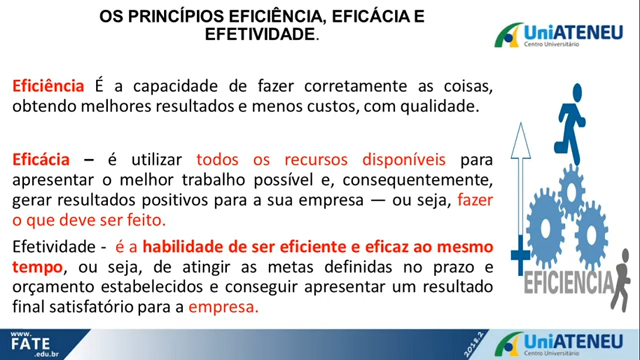 OS PRINCÍPIOS EFICIÊNCIA, EFICÁCIA E
EFETIVIDADE.
UniATENEU
Centro Universitário
Eficiência É a capacidade de fazer corretamente as coisas,
obtendo melhores resultados e menos custos, com qualidade.
Eficácia – é utilizar todos os recursos disponíveis para
apresentar o melhor trabalho possível e, consequentemente,
gerar resultados positivos para a sua empresa — ou seja, fazer
o que deve ser feito.
Efetividade - é a habilidade de ser eficiente e eficaz ao mesmo
tempo, ou seja, de atingir as metas definidas no prazo e
orçamento estabelecidos e conseguir apresentar um resultado
final satisfatório para a empresa.
EFICIENCIA
www.
FATE
.edu.br
2018.2
UniATENEU
Centro Universitário